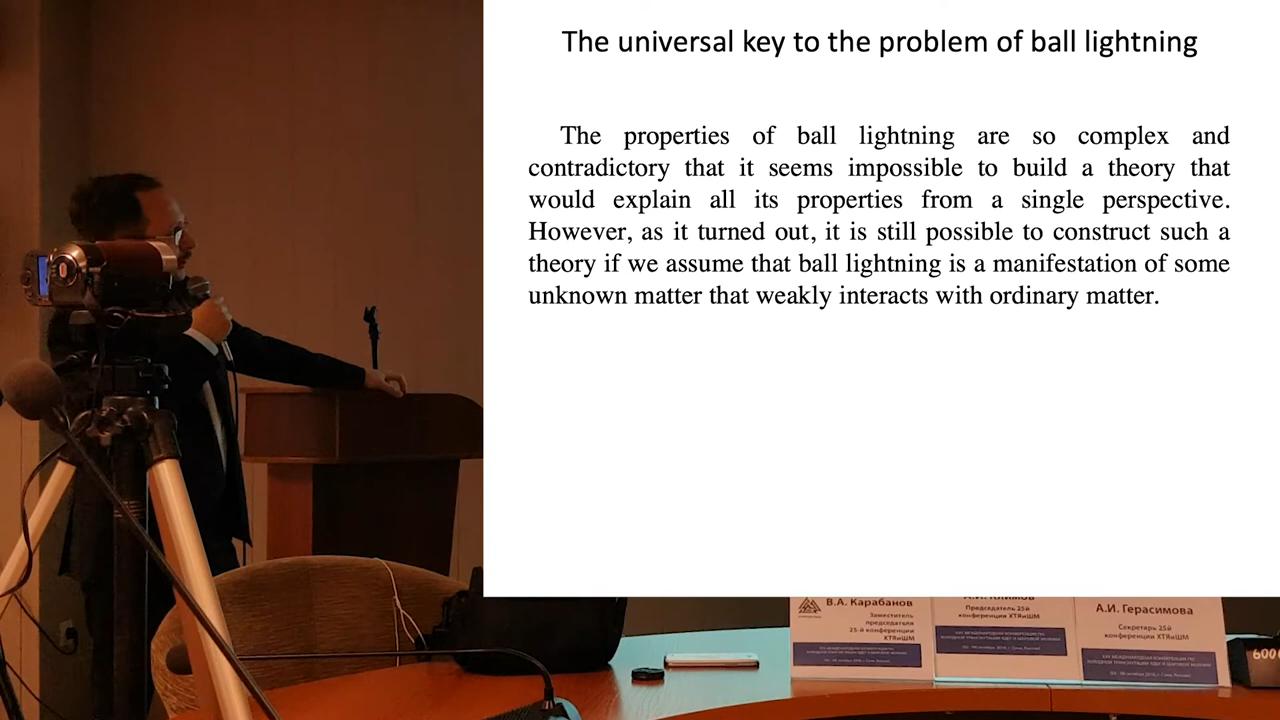 The universal key to the problem of ball lightning
The properties of ball lightning are so complex and
contradictory that it seems impossible to build a theory that
would explain all its properties from a single perspective.
However, as it turned out, it is still possible to construct such a
theory if we assume that ball lightning is a manifestation of some
unknown matter that weakly interacts with ordinary matter.
В.А. Карабанов
Заместитель
председателя
25-й конференции
ХТЯиШМ
Председатель 25й
конференции ХТЯиШМ
А.И. Герасимова
Секретарь 25й
конференции ХТЯиШМ
600